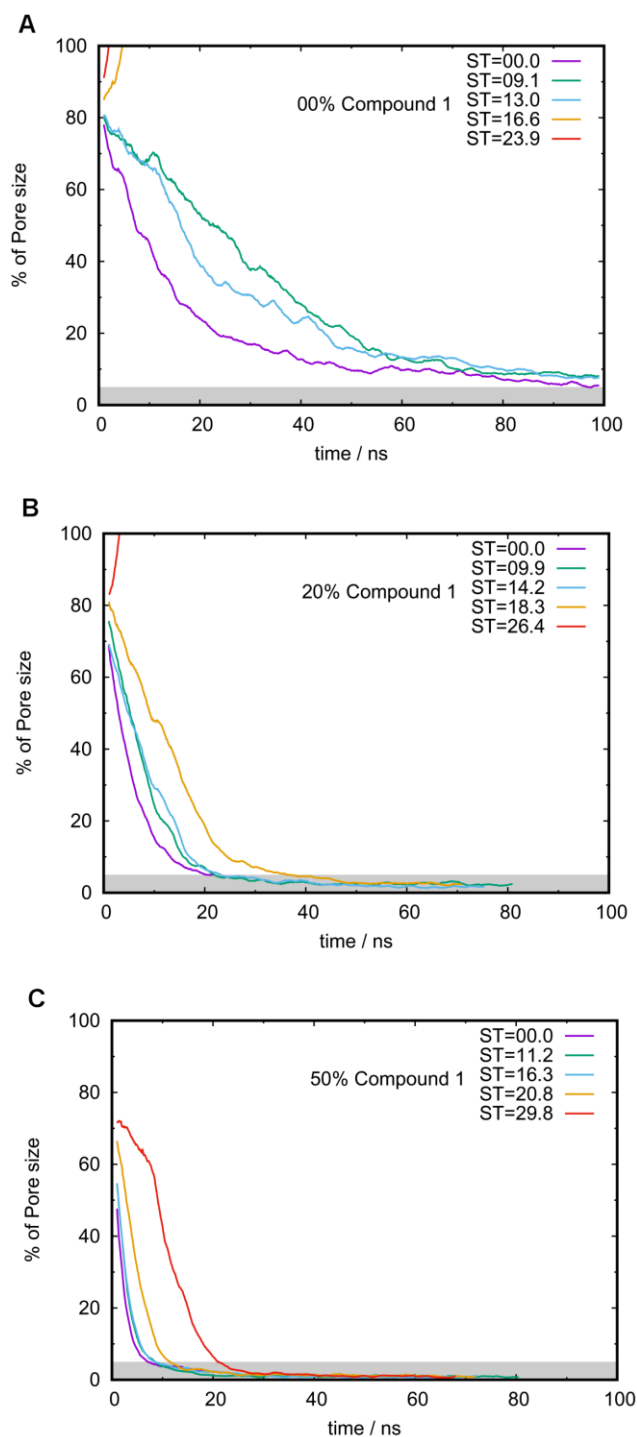 A
100
80
60
40
20
0
% of Pore size
00% Compound 1
ST=00.0
ST=09.1
ST=13.0
ST=16.6
ST=23.9
0 20 40 60 80 100
time / ns
B
100
80
60
40
20
0
% of Pore size
20% Compound 1
ST=00.0
ST=09.9
ST=14.2
ST=18.3
ST=26.4
0 20 40 60 80 100
time / ns
C
100
80
60
40
20
0
% of Pore size
50% Compound 1
ST=00.0
ST=11.2
ST=16.3
ST=20.8
ST=29.8
0 20 40 60 80 100
time / ns